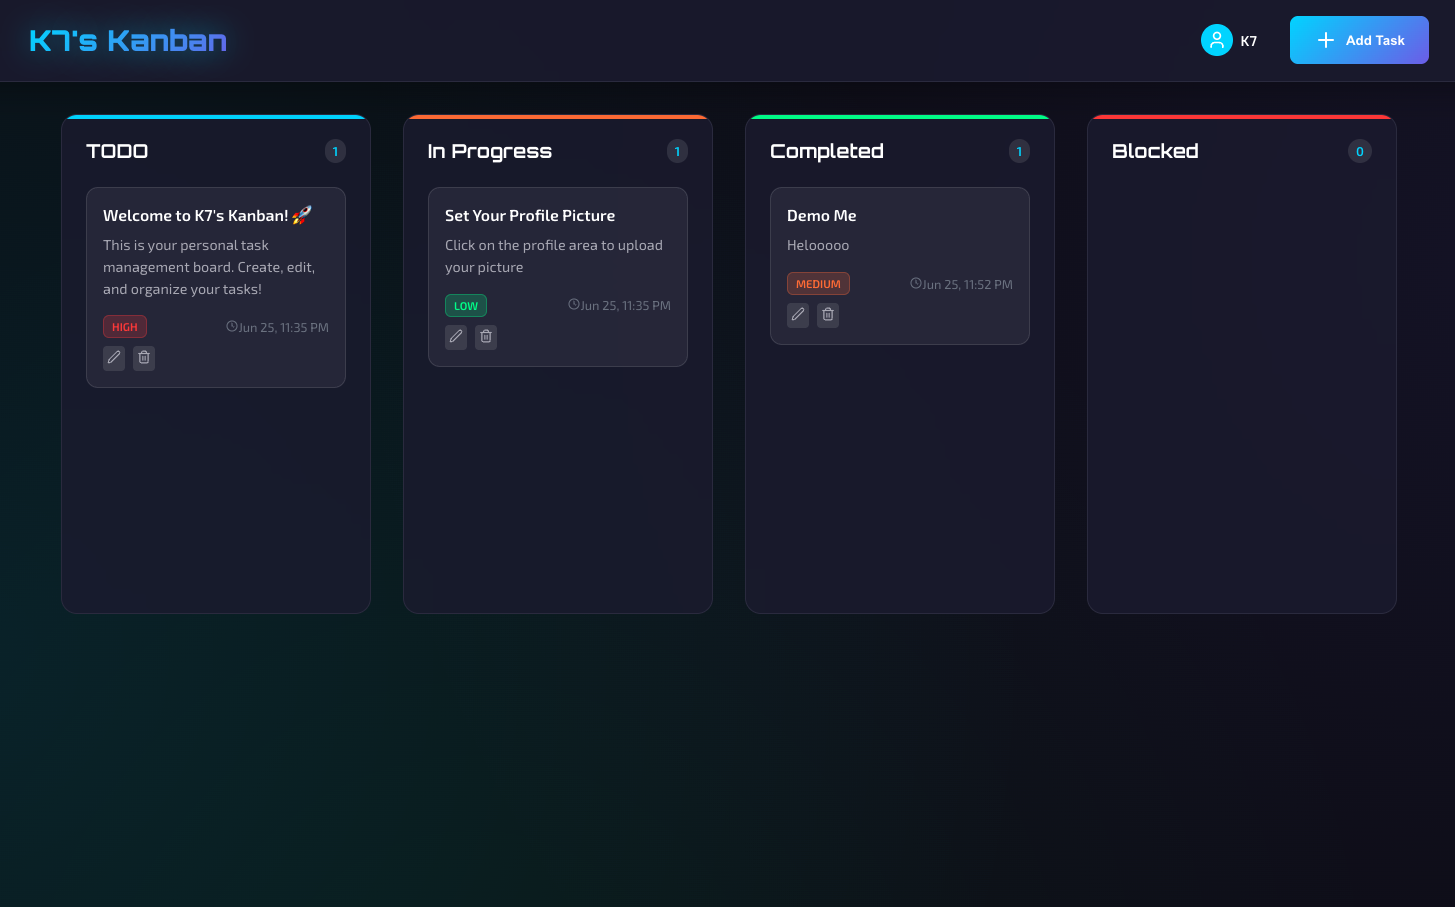 K7's Kanban
K7
Add Task
TODO
1
Welcome to K7's Kanban! 🚀
This is your personal task
management board. Create, edit,
and organize your tasks!
HIGH
Jun 25, 11:35 PM
In Progress
1
Set Your Profile Picture
Click on the profile area to upload
your picture
LOW
Jun 25, 11:35 PM
Completed
1
Demo Me
Helooooo
MEDIUM
Jun 25, 11:52 PM
Blocked
0